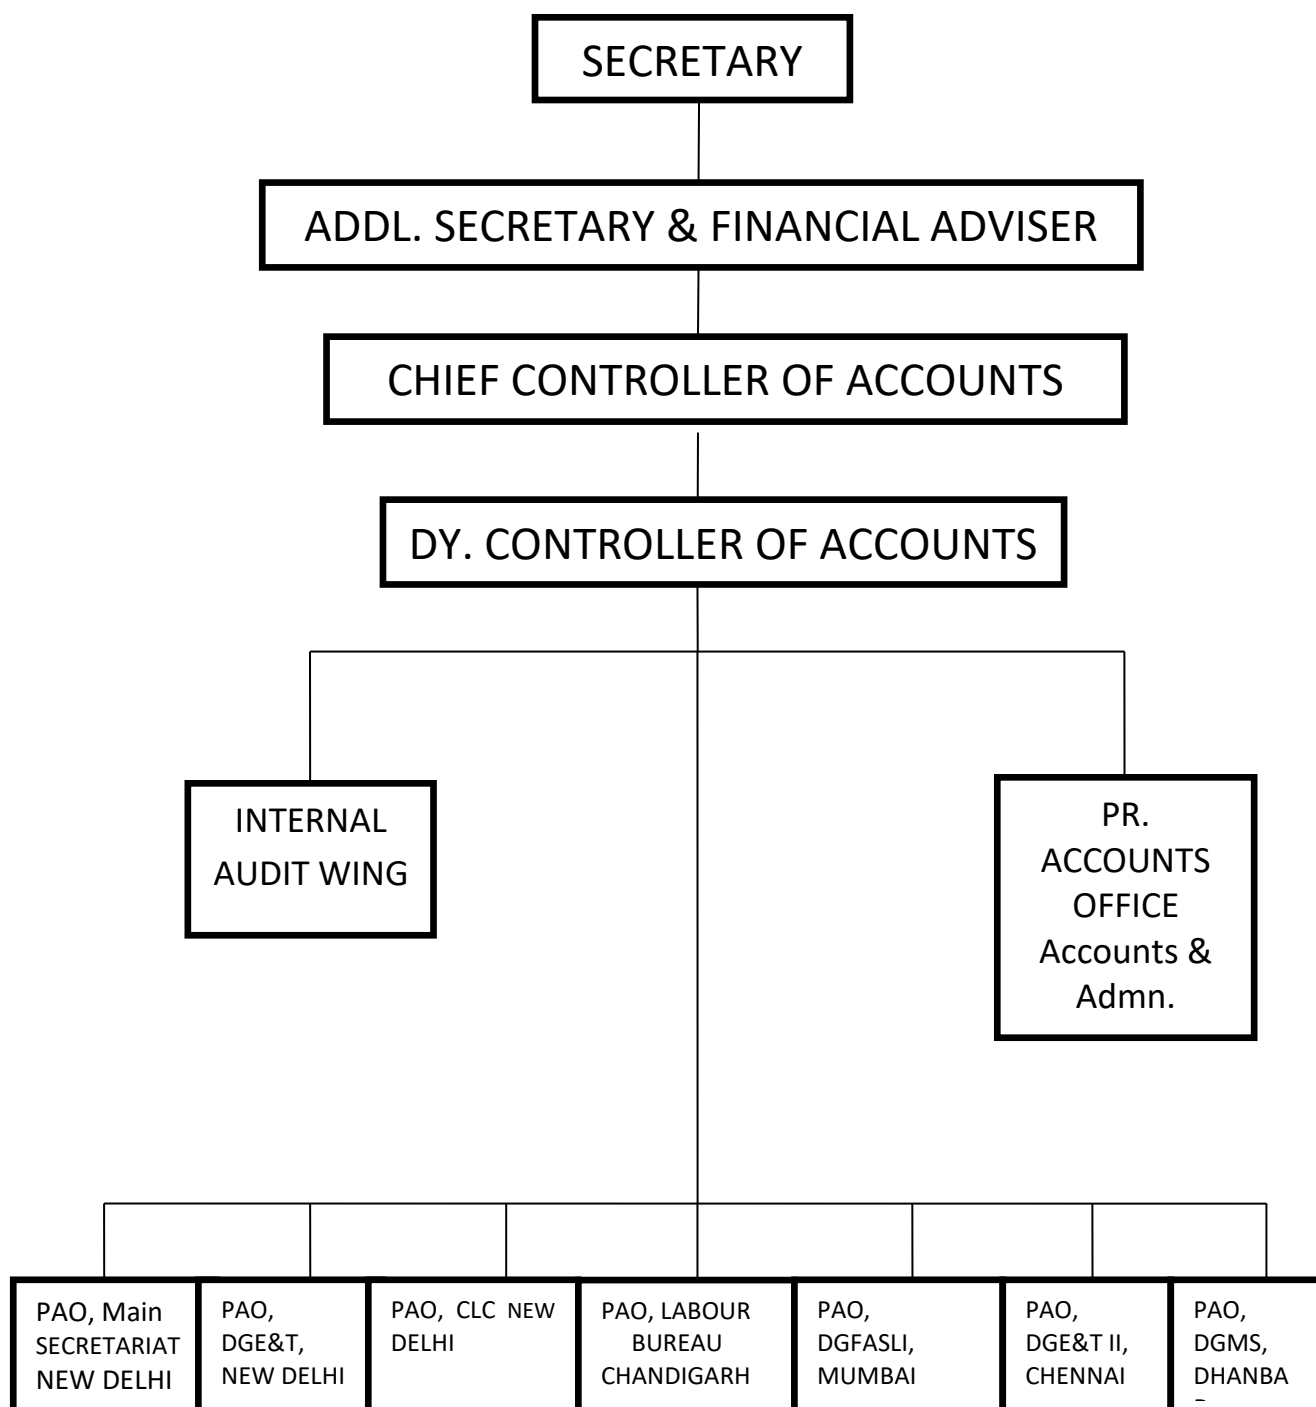 SECRETARY
ADDL. SECRETARY & FINANCIAL ADVISER
CHIEF CONTROLLER OF ACCOUNTS
DY. CONTROLLER OF ACCOUNTS
INTERNAL
AUDIT WING
PR.
ACCOUNTS
OFFICE
Accounts &
Admn.
PAO, Main
SECRETARIAT
NEW DELHI
PAO,
DGE&T,
NEW DELHI
PAO, CLC NEW
DELHI
PAO, LABOUR
BUREAU
CHANDIGARH
PAO,
DGFASLI,
MUMBAI
PAO,
DGE&T II,
CHENNAI
PAO,
DGMS,
DHANBA